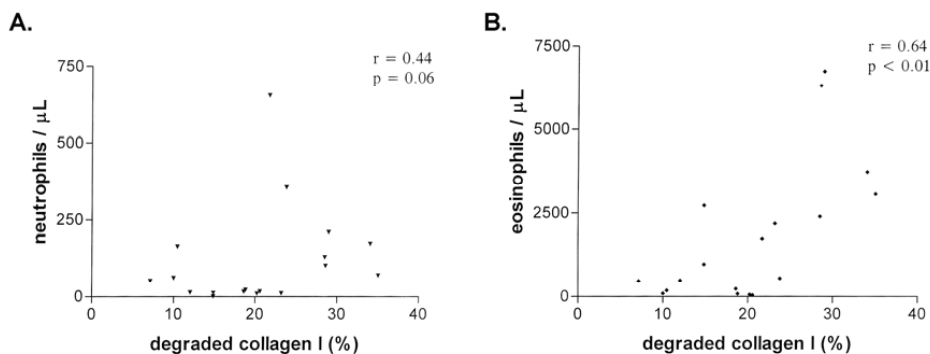 A.
r = 0.44
p = 0.06
neutrophils / μL
750
500
250
0
0 10 20 30 40
degraded collagen I (%)
B.
r = 0.64
p < 0.01
eosinophils / μL
7500
5000
2500
0
0 10 20 30 40
degraded collagen I (%)